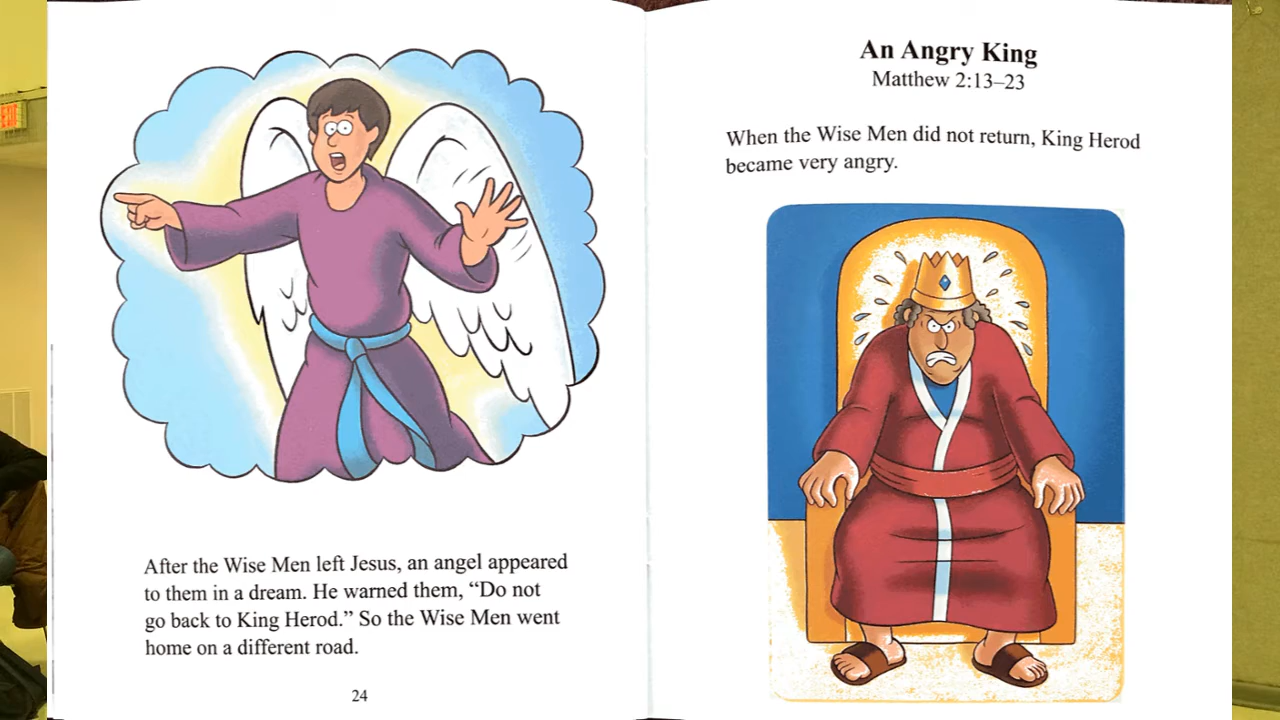 EXIT
After the Wise Men left Jesus, an angel appeared
to them in a dream. He warned them, “Do not
go back to King Herod.” So the Wise Men went
home on a different road.
24
An Angry King
Matthew 2:13–23
When the Wise Men did not return, King Herod
became very angry.